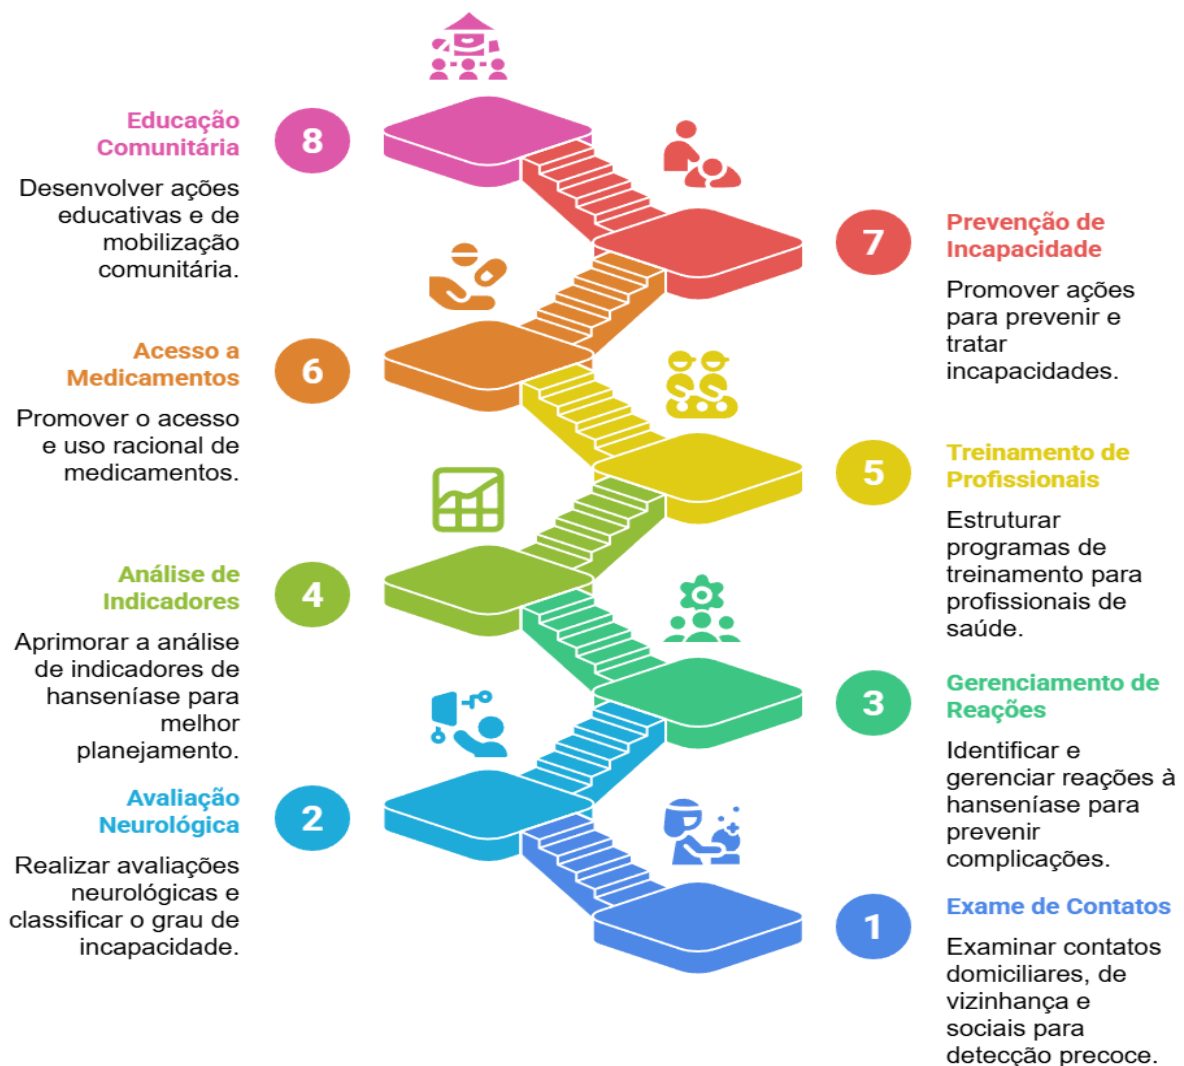 8
Educação
Comunitária
Desenvolver ações
educativas e de
mobilização
comunitária.
7
Prevenção de
Incapacidade
Promover ações
para prevenir e
tratar
incapacidades.
6
Acesso a
Medicamentos
Promover o acesso
e uso racional de
medicamentos.
5
Treinamento de
Profissionais
Estruturar
programas de
treinamento para
profissionais de
saúde.
4
Análise de
Indicadores
Aprimorar a análise
de indicadores de
hanseníase para
melhor
planejamento.
3
Gerenciamento de
Reações
Identificar e
gerenciar reações à
hanseníase para
prevenir
complicações.
2
Avaliação
Neurológica
Realizar avaliações
neurológicas e
classificar o grau de
incapacidade.
1
Exame de Contatos
Examinar contatos
domiciliares, de
vizinhança e
sociais para
detecção precoce.